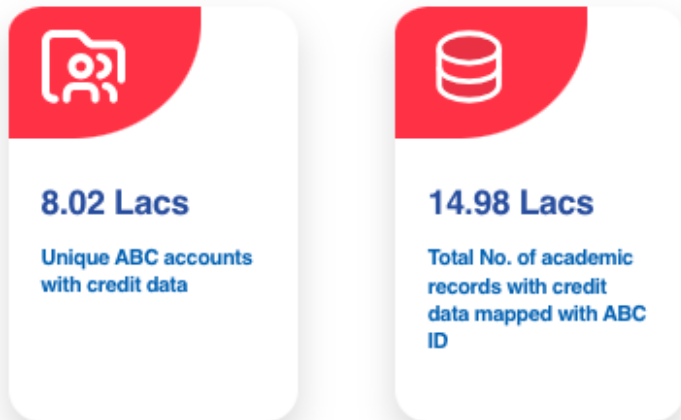 8.02 Lacs
Unique ABC accounts
with credit data
14.98 Lacs
Total No. of academic
records with credit
data mapped with ABC
ID